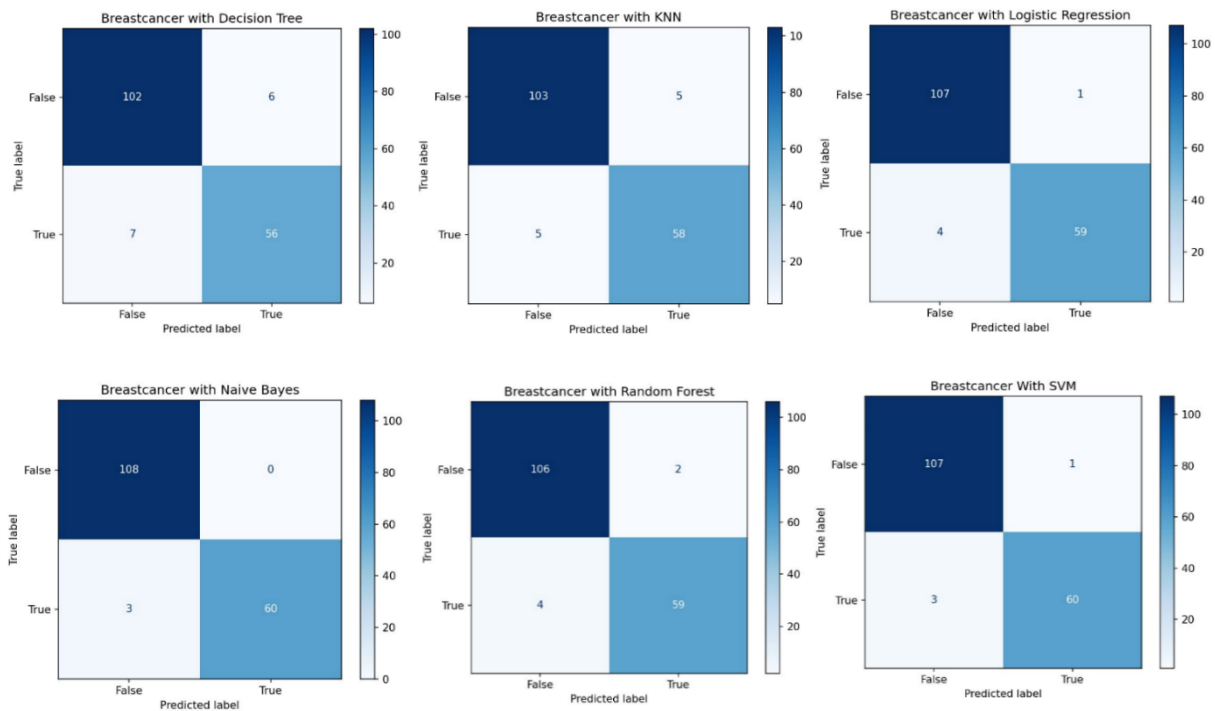 Breastcancer with Decision Tree
100
80
60
40
20
False
True
102
6
7
56
True label
False
True
Predicted label
Breastcancer with KNN
10
80
60
40
20
False
True
103
5
5
58
True label
False
True
Predicted label
Breastcancer with Logistic Regression
100
80
60
40
20
False
True
107
1
4
59
True label
False
True
Predicted label
Breastcancer with Naive Bayes
100
80
60
40
20
0
False
True
108
0
3
60
True label
False
True
Predicted label
Breastcancer with Random Forest
100
80
60
40
20
False
True
106
2
4
59
True label
False
True
Predicted label
Breastcancer With SVM
100
80
60
40
20
False
True
107
1
3
60
True label
False
True
Predicted label